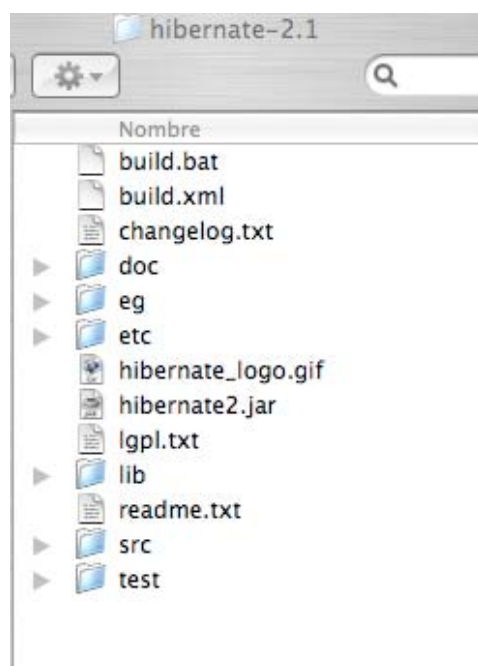 hibernate-2.1
Nombre
build.bat
build.xml
changelog.txt
doc
eg
etc
hibernate_logo.gif
hibernate2.jar
lgpl.txt
lib
readme.txt
src
test